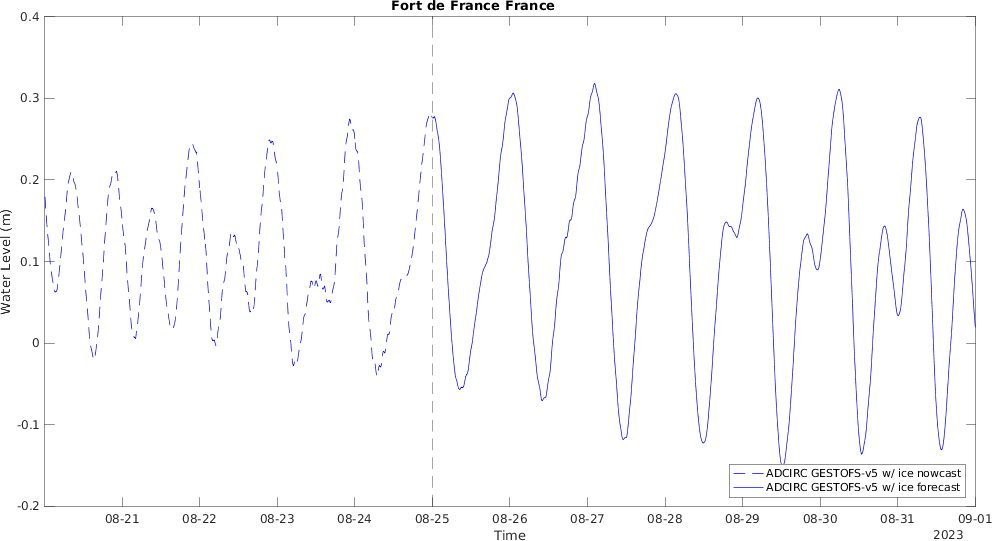 Fort de France France
0.4
0.3
0.2
0.1
0
-0.1
-0.2
Water Level (m)
ADCIRC GESTOFS-v5 w/ ice nowcast
ADCIRC GESTOFS-v5 w/ ice forecast
08-21 08-22 08-23 08-24 08-25 08-26 08-27 08-28 08-29 08-30 08-31 09-01
Time
2023